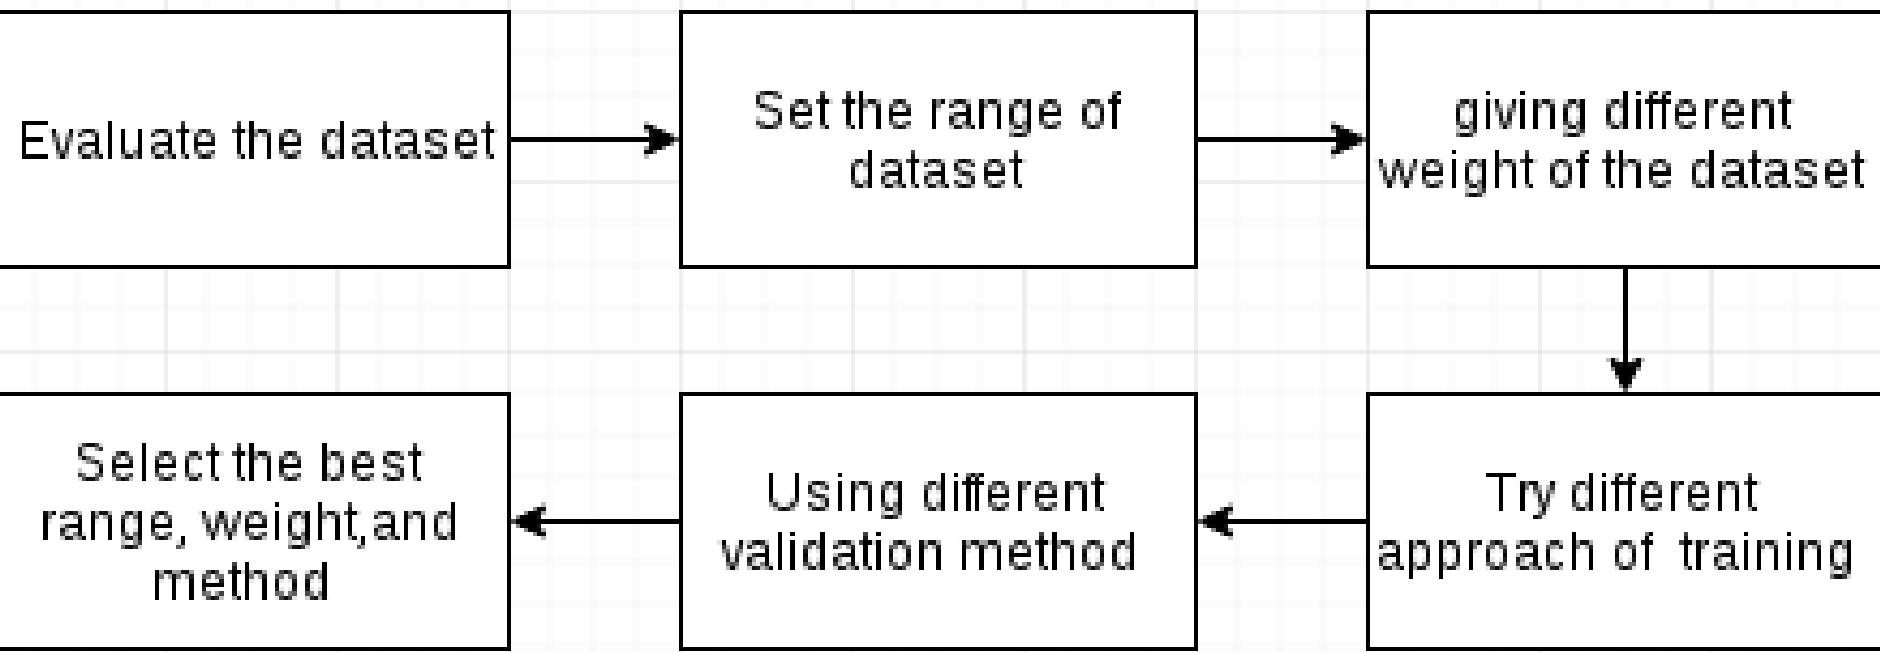 Evaluate the dataset
Set the range of
dataset
giving different
weight of the dataset
Try different
approach of  training
Using different
validation method
Select the best
range, weight,and
method